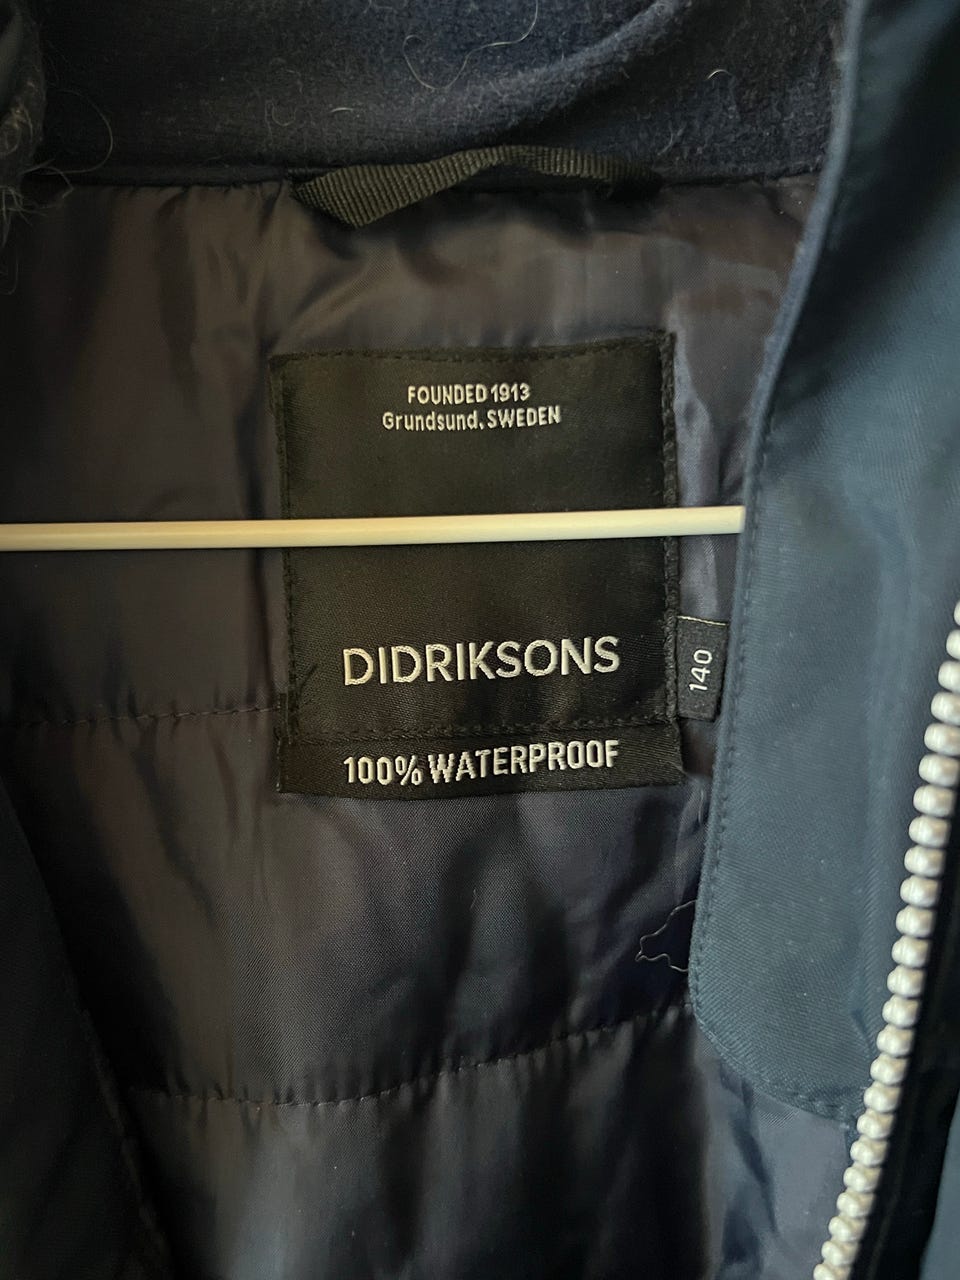 FOUNDED 1913
Grundsund, SWEDEN
DIDRIKSONS
140
100% WATERPROOF